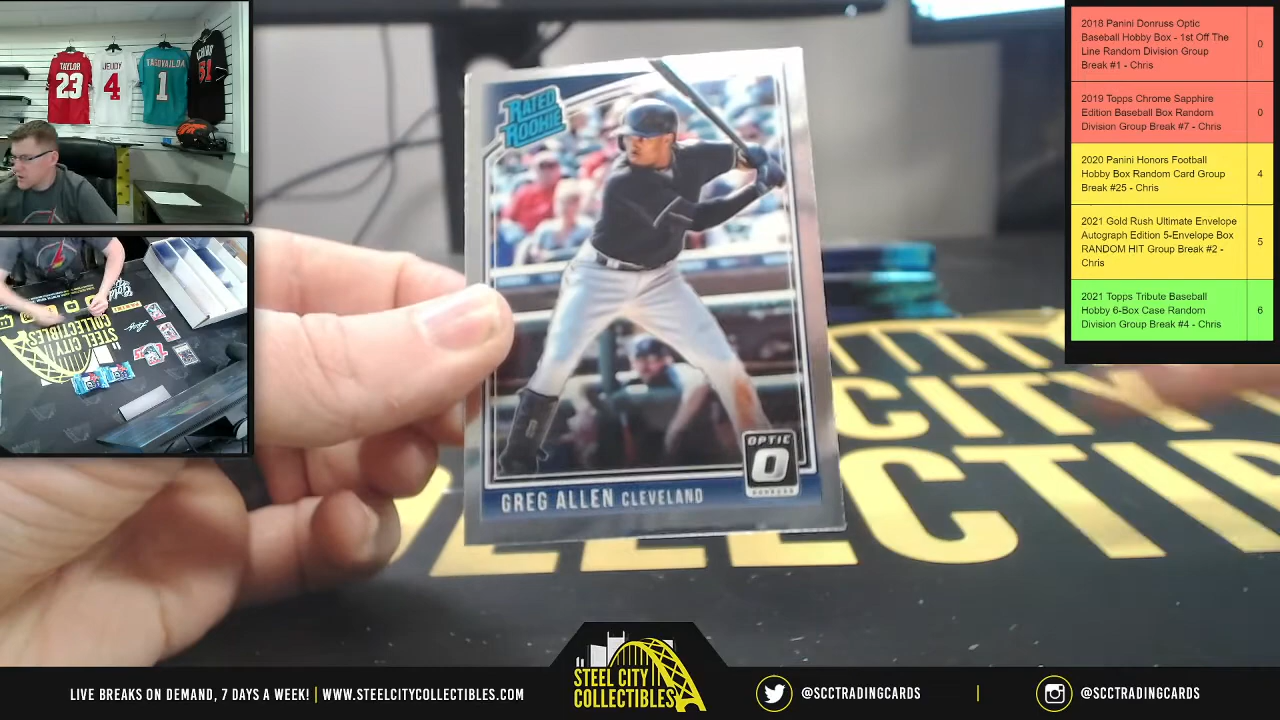 TAYLOR
23
JEUDY
4
TAGOVAILOA
1
RATED
ROOKIE
OPTIC
DONRUSS
GREG ALLEN CLEVELAND
CITY
COLLECTIBLES
2018 Panini Donruss Optic
Baseball Hobby Box - 1st Off The
Line Random Division Group
Break #1 - Chris
0
2019 Topps Chrome Sapphire
Edition Baseball Box Random
Division Group Break #7 - Chris
0
2020 Panini Honors Football
Hobby Box Random Card Group
Break #25 - Chris
4
2021 Gold Rush Ultimate Envelope
Autograph Edition 5-Envelope Box
RANDOM HIT Group Break #2 -
Chris
5
2021 Topps Tribute Baseball
Hobby 6-Box Case Random
Division Group Break #4 - Chris
6
LIVE BREAKS ON DEMAND, 7 DAYS A WEEK! | WWW.STEELCITYCOLLECTIBLES.COM
STEEL CITY
COLLECTIBLES
@SCCTRADINGCARDS | @SCCTRADINGCARDS